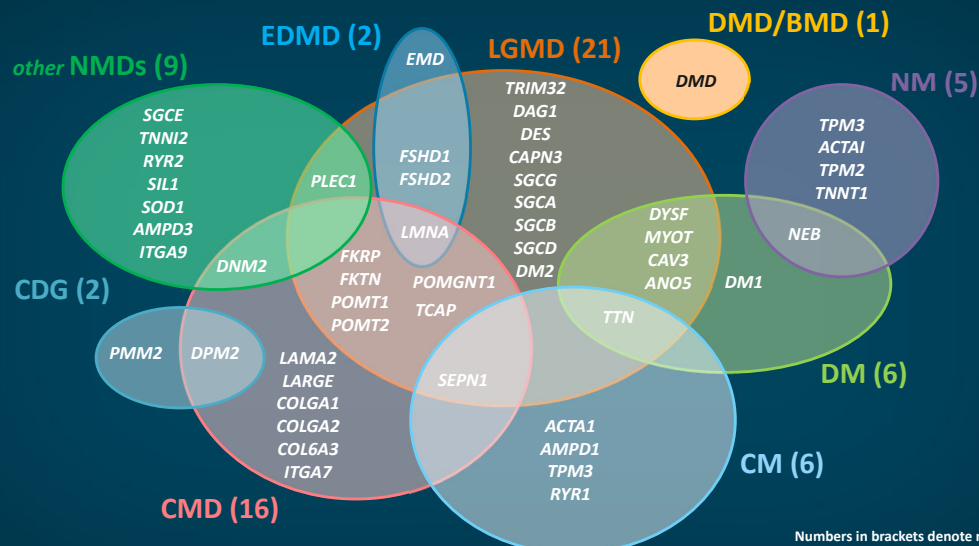 DMD/BMD (1)
EDMD (2)
LGMD (21)
other NMDs (9)
NM (5)
EMD
DMD
TRIM32
DAG1
DES
CAPN3
SGCG
SGCA
SGCB
SGCD
DM2
SGCE
TNNI2
RYR2
SIL1
SOD1
AMPD3
ITGA9
PLEC1
FSHD1
FSHD2
TPM3
ACTAI
TPM2
TNNT1
LMNA
DYSF
MYOT
CAV3
ANO5
NEB
DNM2
FKRP
FKTN
POMT1
POMT2
POMGNT1
TCAP
DM1
CDG (2)
TTN
PMM2
DPM2
LAMA2
LARGE
COLGA1
COLGA2
COL6A3
ITGA7
SEPN1
DM (6)
ACTA1
AMPD1
TPM3
RYR1
CM (6)
CMD (16)
Numbers in brackets denote